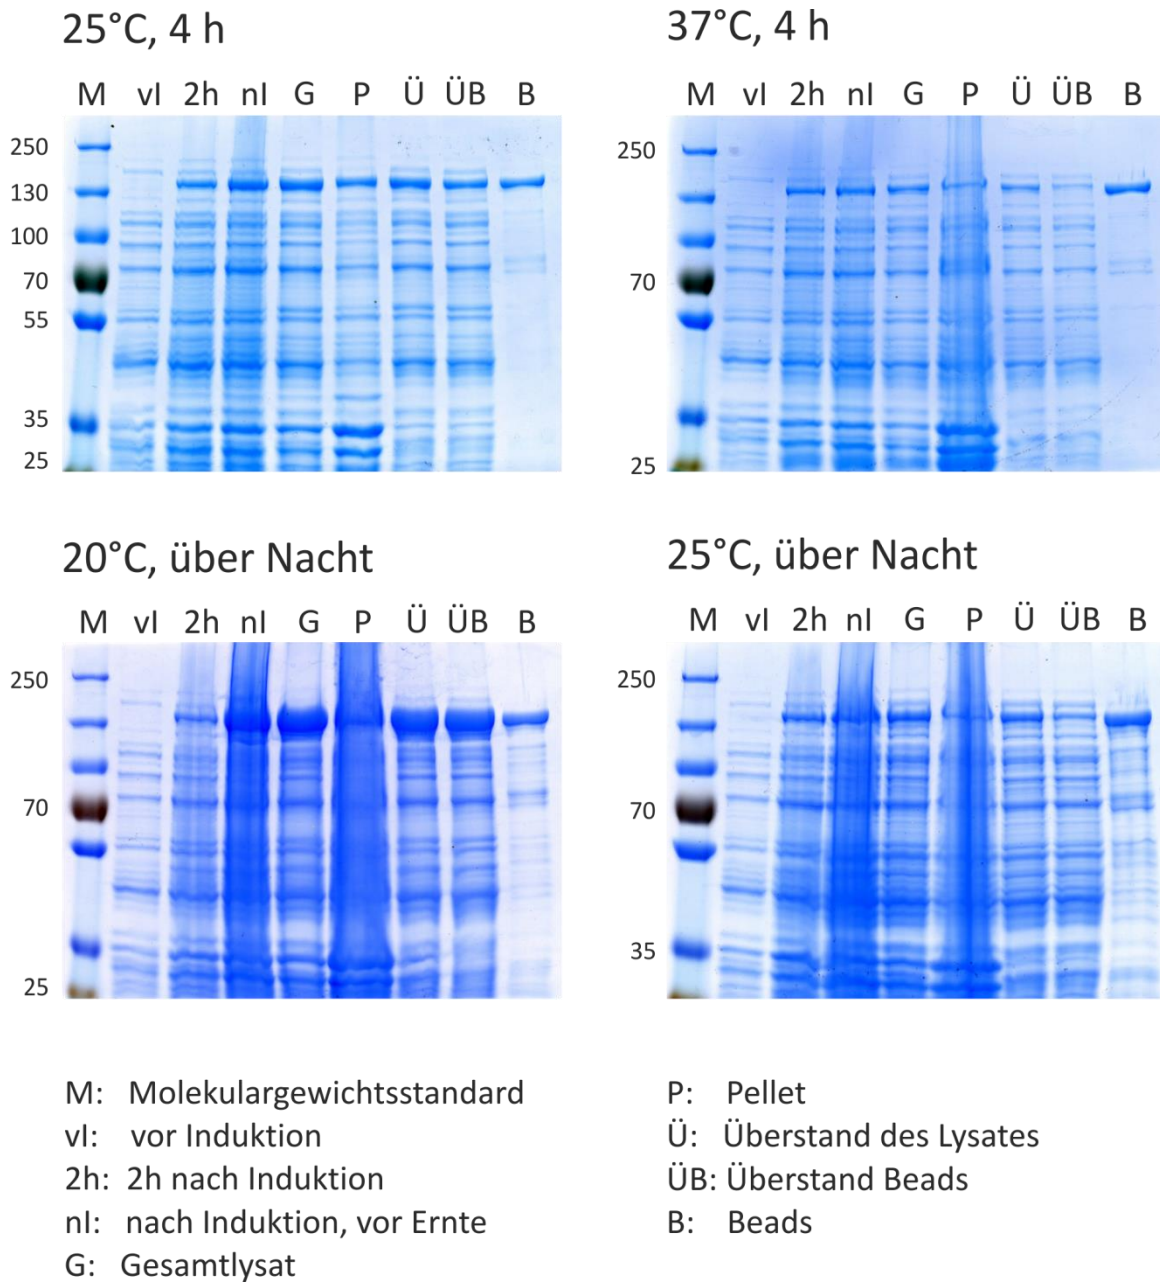 25°C, 4 h
M vI 2h nI G P Ü ÜB B
250
130
100
70
55
35
25
37°C, 4 h
M vI 2h nI G P Ü ÜB B
250
70
25
20°C, über Nacht
M vI 2h nI G P Ü ÜB B
250
70
25
25°C, über Nacht
M vI 2h nI G P Ü ÜB B
250
70
35
M: Molekulargewichtsstandard
vI: vor Induktion
2h: 2h nach Induktion
nI: nach Induktion, vor Ernte
G: Gesamtlysat
P: Pellet
Ü: Überstand des Lysates
ÜB: Überstand Beads
B: Beads